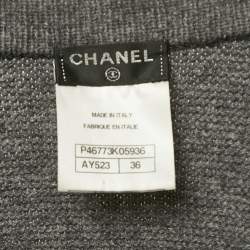 CHANEL
MADE IN ITALY
FABRIQUE EN ITALIE
P46773K05936
AY523 36